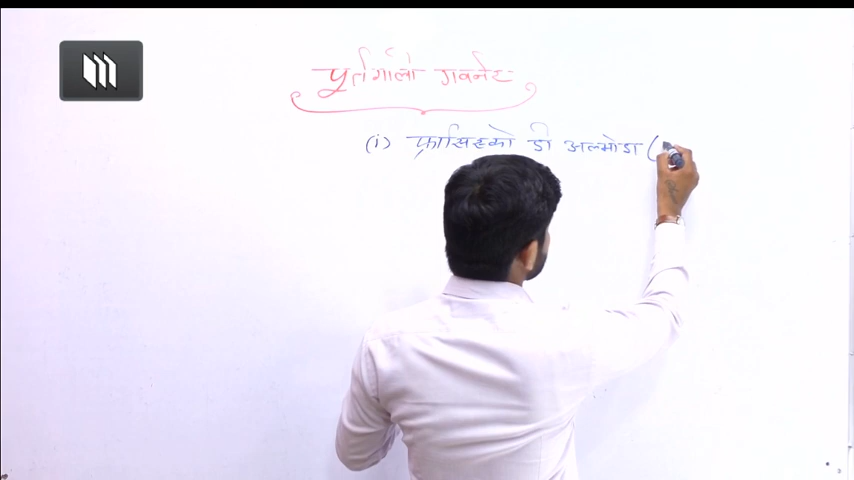 पुर्तगाली गवर्नर
(i) फ्रांसिस्को डी अल्मोडा (